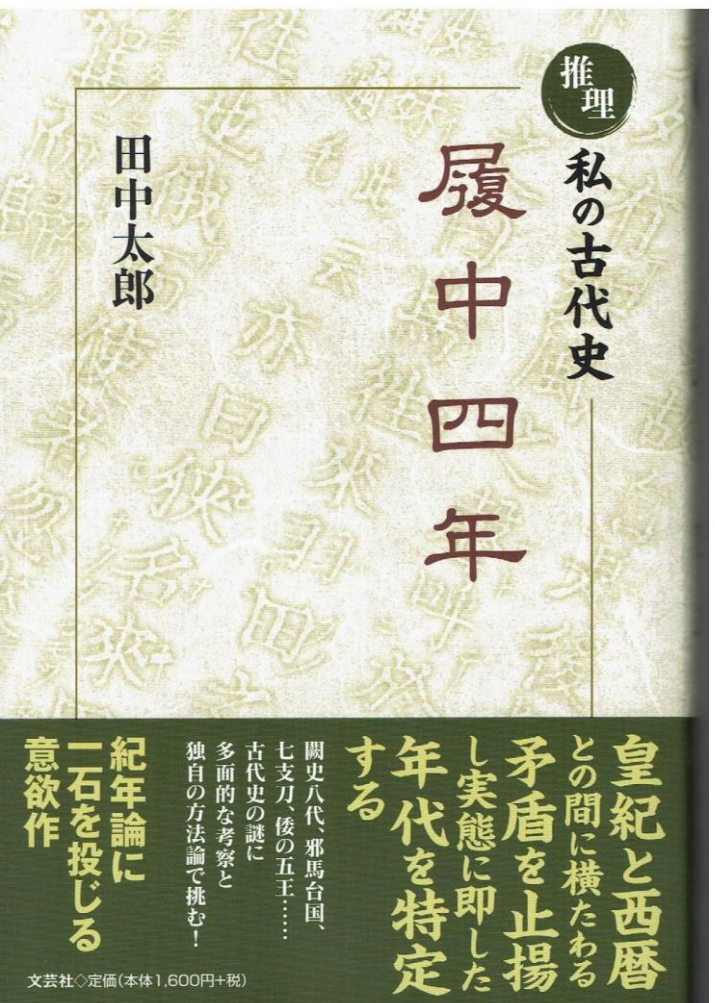 推理
私の古代史
履中四年
田中太郎
皇紀と西暦
との間に横たわる
矛盾を止揚
し実態に即した
年代を特定
する
闕史八代、邪馬台国、
七支刀、倭の五王……
古代史の謎に
多面的な考察と
独自の方法論で挑む！
紀年論に
一石を投じる
意欲作
文芸社◇定価(本体1,600円+税)